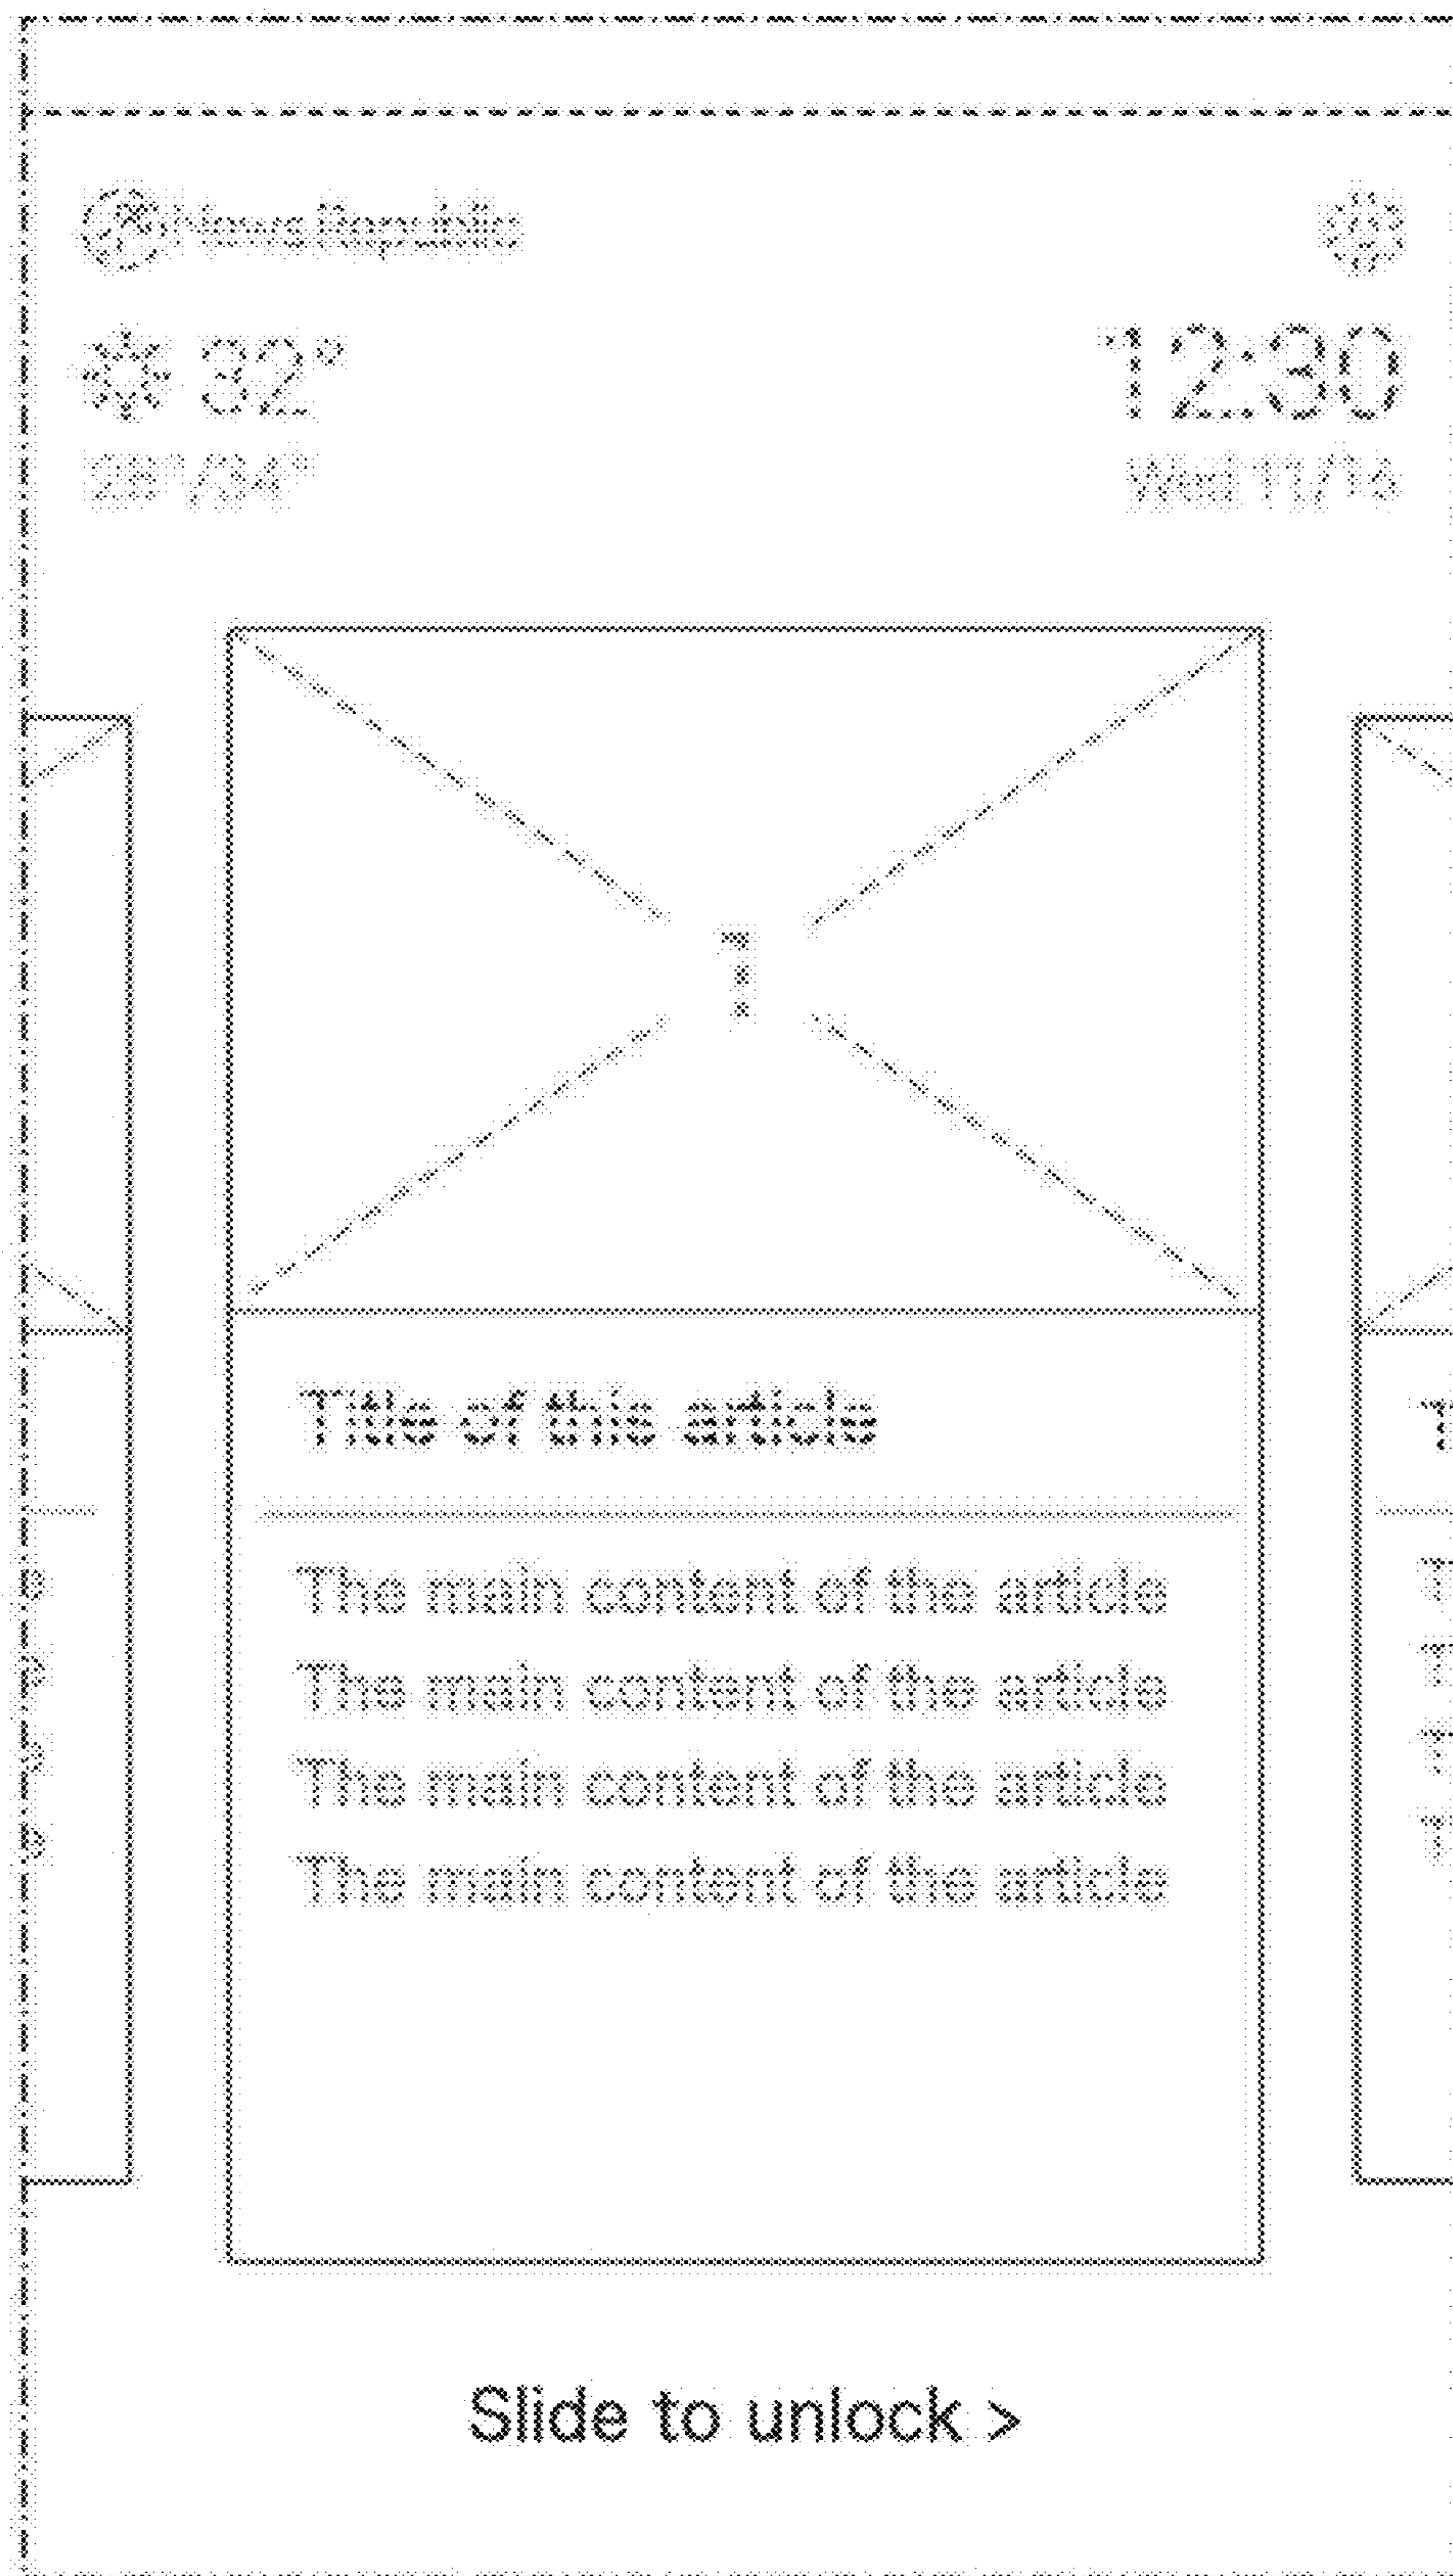 News Republic
32° 12:30
28°/34° Wed 11/16
1
Title of this article
The main content of the article
The main content of the article
The main content of the article
The main content of the article
Slide to unlock >